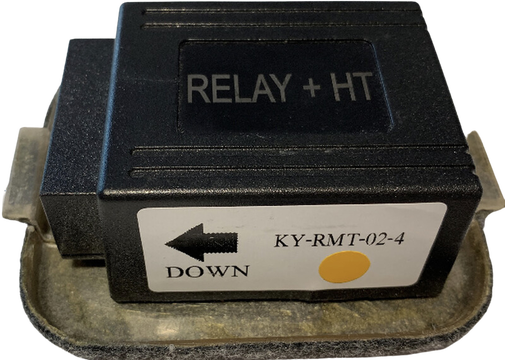 RELAY + HT
KY-RMT-02-4
DOWN